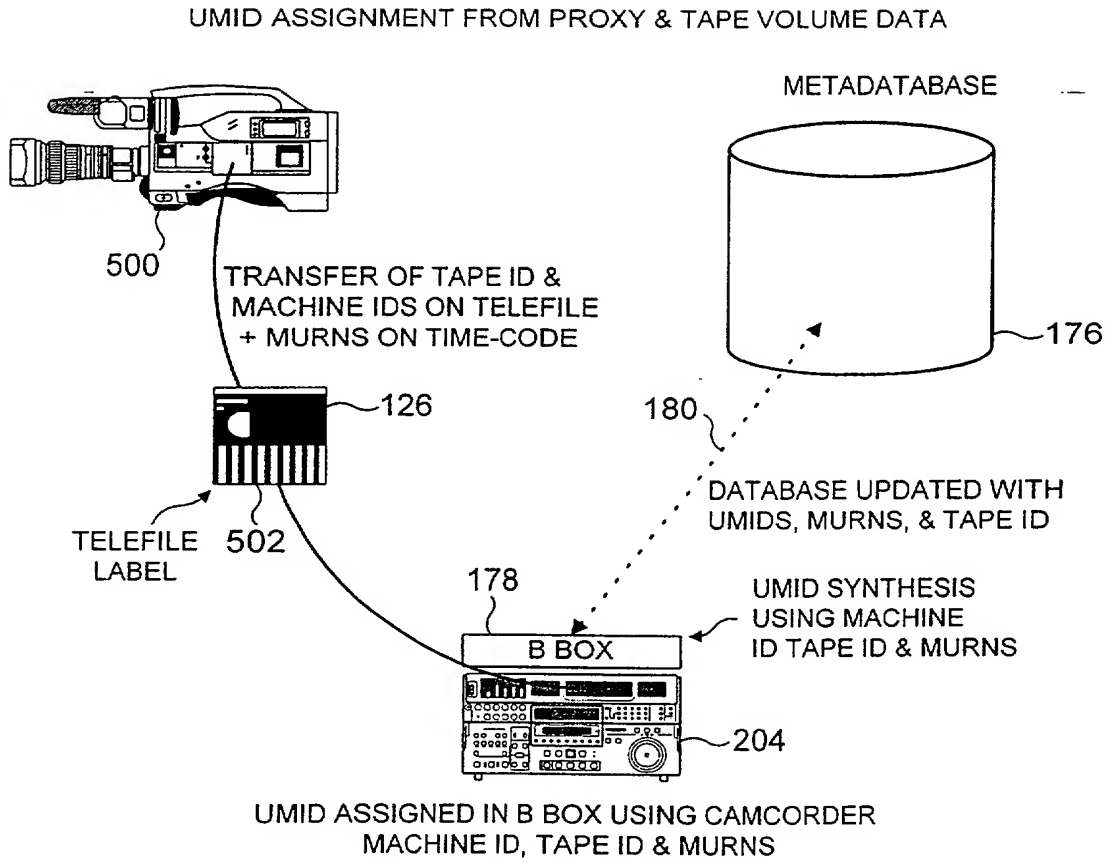 UMID ASSIGNMENT FROM PROXY & TAPE VOLUME DATA
METADATABASE
500
TRANSFER OF TAPE ID &
MACHINE IDS ON TELEFILE
+ MURNS ON TIME-CODE
176
126
180
DATABASE UPDATED WITH
UMIDS, MURNS, & TAPE ID
TELEFILE
LABEL
502
178
UMID SYNTHESIS
USING MACHINE
ID TAPE ID & MURNS
B BOX
204
UMID ASSIGNED IN B BOX USING CAMCORDER
MACHINE ID, TAPE ID & MURNS